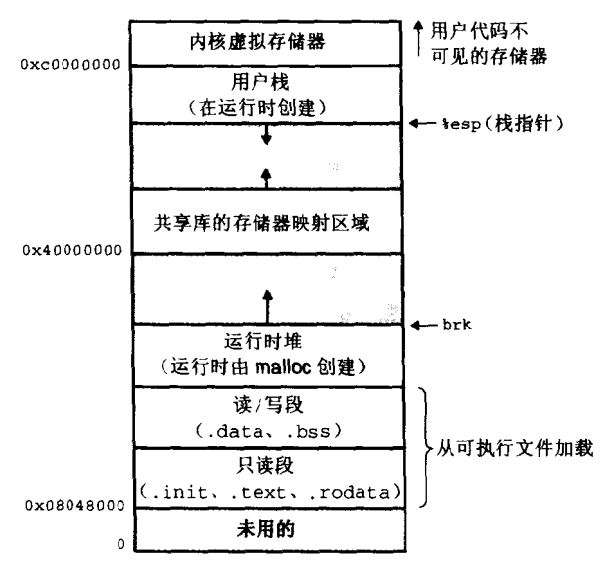 内核虚拟存储器
用户代码不
可见的存储器
0xc0000000
用户栈
(在运行时创建)
%esp(栈指针)
共享库的存储器映射区域
0x40000000
brk
运行时堆
(运行时由 malloc 创建)
读/写段
(.data、.bss)
从可执行文件加载
只读段
(.init、.text、.rodata)
0x08048000
未用的
0